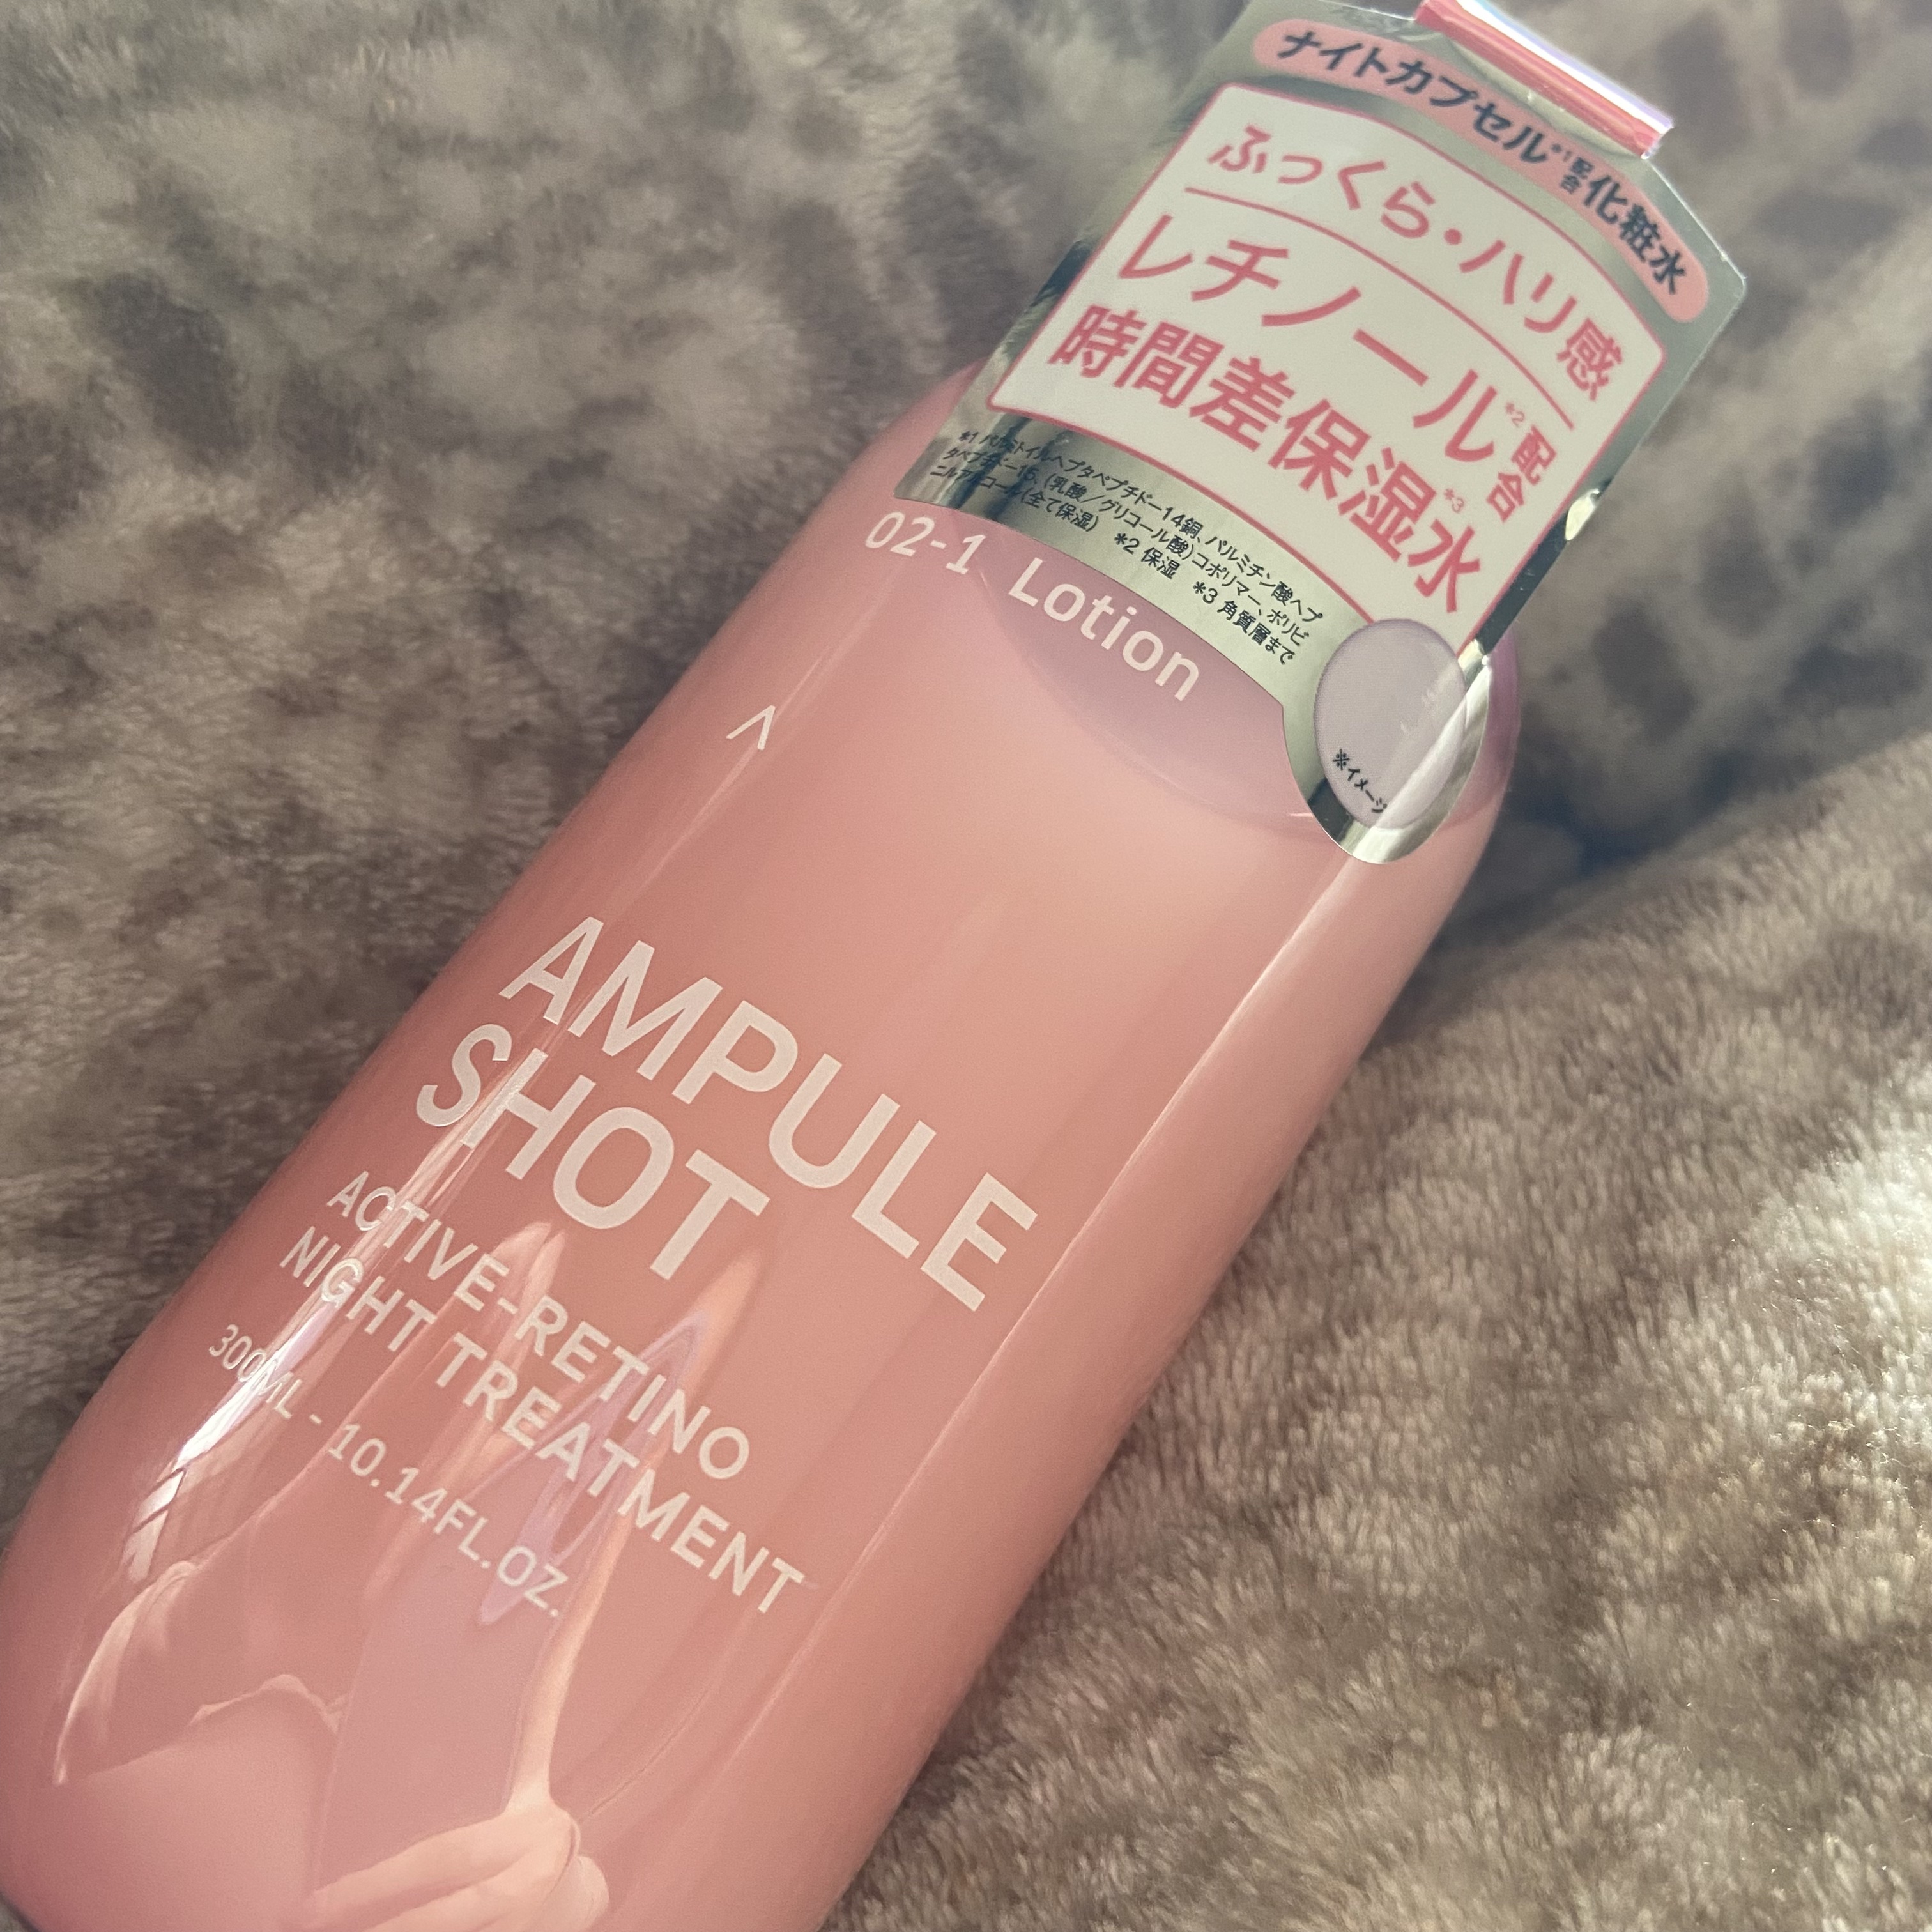 ナイトカプセル*1配合化粧水
ふっくら・ハリ感
レチノール*2配合
時間差保湿水*3
*1 パルミトイルヘプタペプチドー14銅、パルミチン酸ヘプ
タペプチドー15、(乳酸/グリコール酸)コポリマー、ポリビ
ニルアルコール(全て保湿) *2 保湿 *3 角質層まで
※イメージ
02-1 Lotion
AMPULE
SHOT
ACTIVE-RETINO
NIGHT TREATMENT
300ML - 10.14FL.OZ.